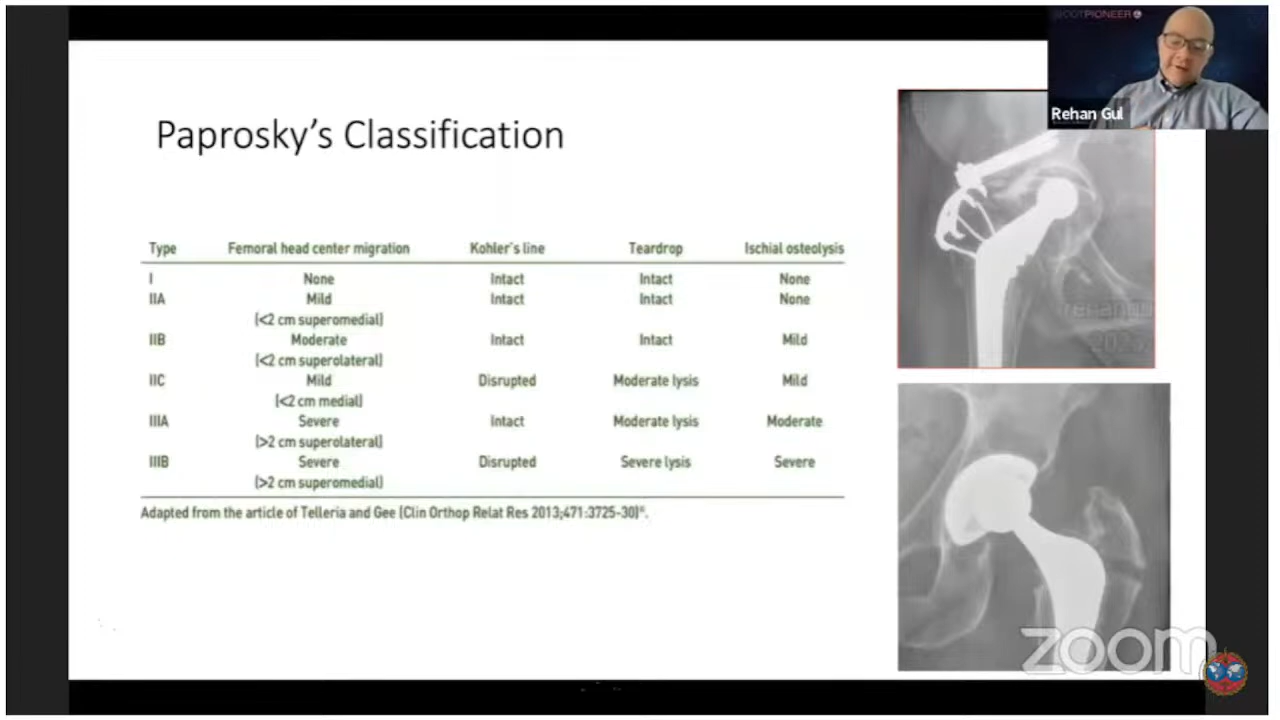 OOTPIONEER
Rehan Gul
Paprosky's Classification
Type Femoral head center migration Kohler's line Teardrop Ischial osteolysis
I None Intact Intact None
IIA Mild Intact Intact None
(<2 cm superomedial)
IIB Moderate Intact Intact Mild
(<2 cm superolateral)
IIC Mild Disrupted Moderate lysis Mild
(<2 cm medial)
IIIA Severe Intact Moderate lysis Moderate
(>2 cm superolateral)
IIIB Severe Disrupted Severe lysis Severe
(>2 cm superomedial)
Adapted from the article of Telleria and Gee (Clin Orthop Relat Res 2013;471:3725-30)
zoom